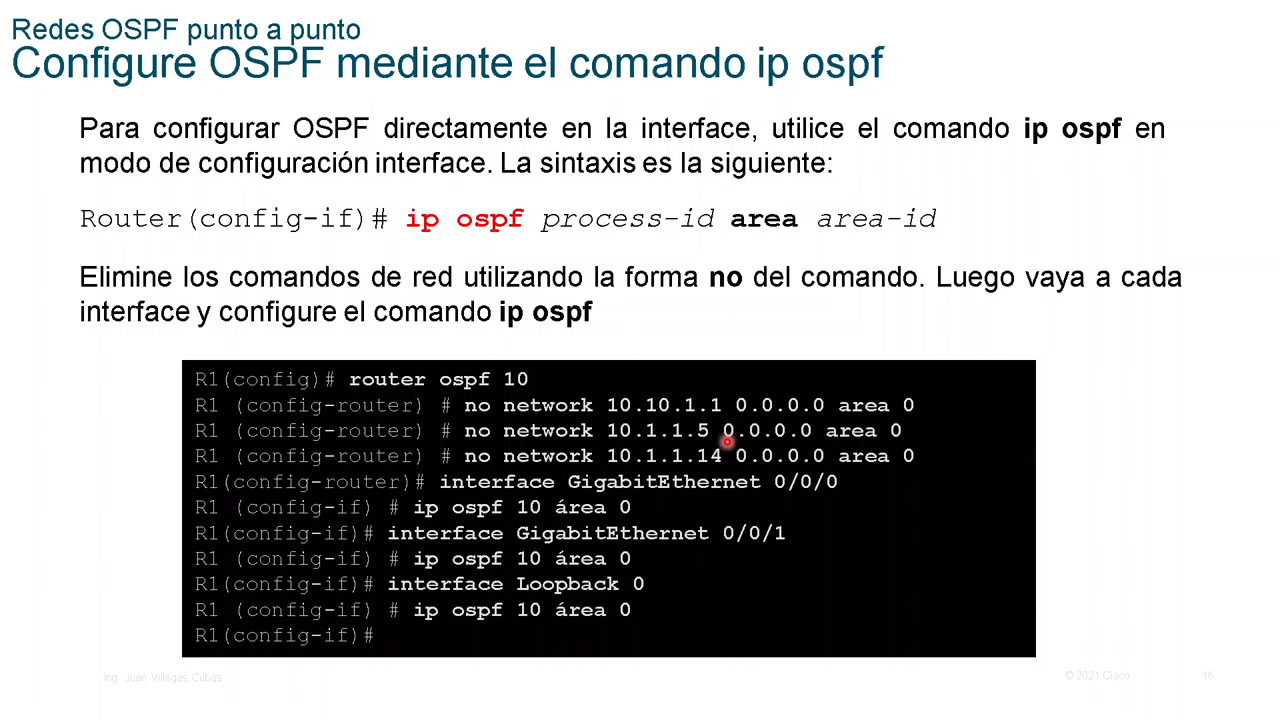 Redes OSPF punto a punto
Configure OSPF mediante el comando ip ospf
Para configurar OSPF directamente en la interface, utilice el comando ip ospf en
modo de configuración interface. La sintaxis es la siguiente:
Router(config-if)# ip ospf process-id area area-id
Elimine los comandos de red utilizando la forma no del comando. Luego vaya a cada
interface y configure el comando ip ospf
R1(config)# router ospf 10
R1 (config-router) # no network 10.10.1.1 0.0.0.0 area 0
R1 (config-router) # no network 10.1.1.5 0.0.0.0 area 0
R1 (config-router) # no network 10.1.1.14 0.0.0.0 area 0
R1(config-router)# interface GigabitEthernet 0/0/0
R1 (config-if) # ip ospf 10 área 0
R1(config-if)# interface GigabitEthernet 0/0/1
R1 (config-if) # ip ospf 10 área 0
R1(config-if)# interface Loopback 0
R1 (config-if) # ip ospf 10 área 0
R1(config-if)#
Ing. Juan Villegas Cubas © 2021 Cisco 16